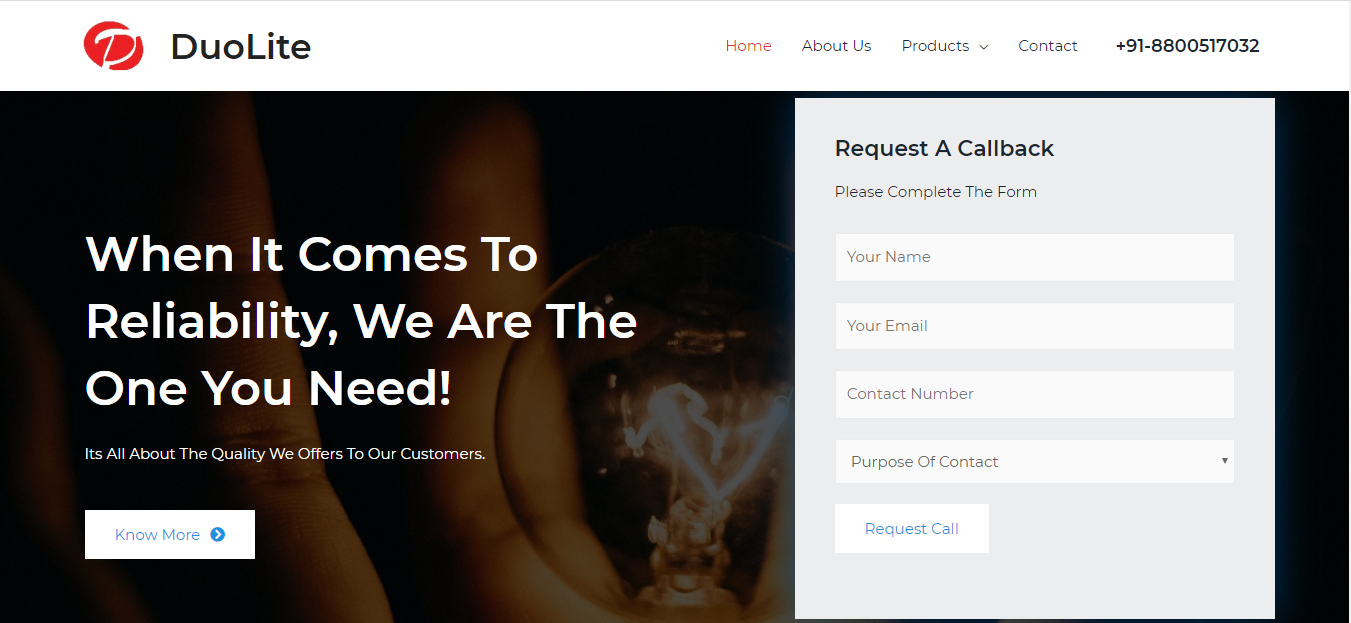 DuoLite
Home
About Us
Products
Contact
+91-8800517032
When It Comes To
Reliability, We Are The
One You Need!
Its All About The Quality We Offers To Our Customers.
Know More
Request A Callback
Please Complete The Form
Your Name
Your Email
Contact Number
Purpose Of Contact
Request Call